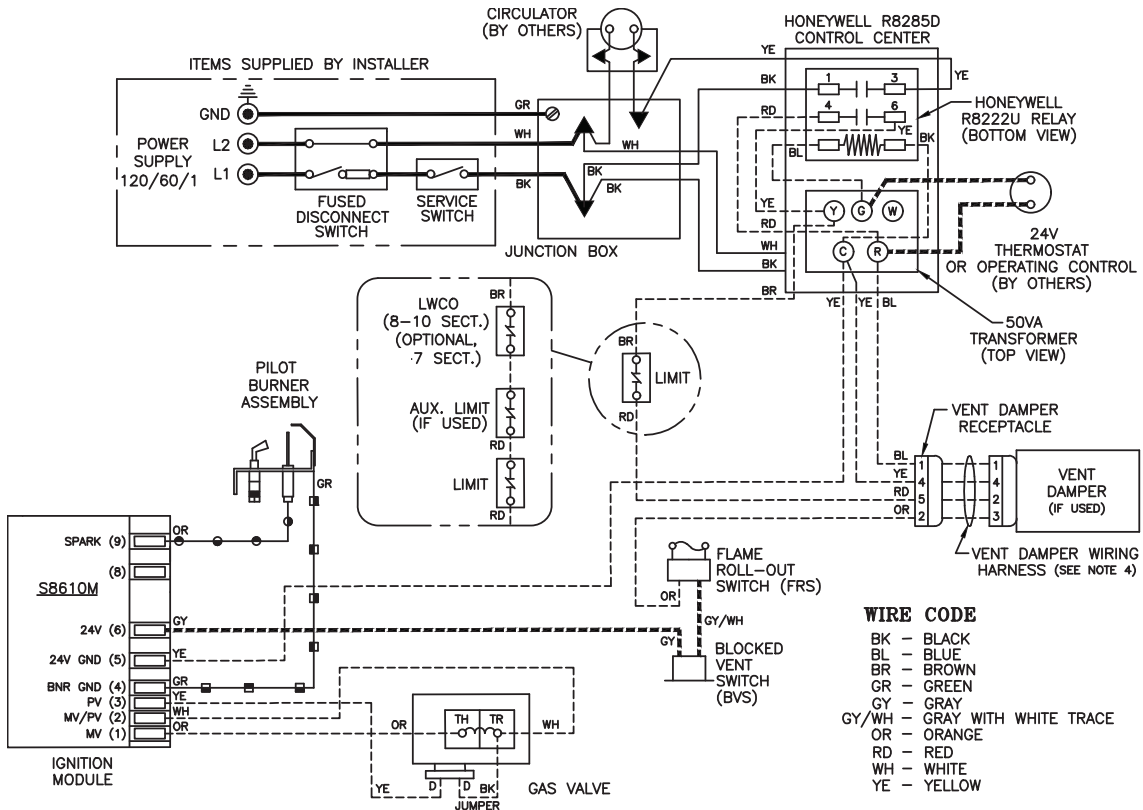 CIRCULATOR
(BY OTHERS)
HONEYWELL R8285D
CONTROL CENTER
ITEMS SUPPLIED BY INSTALLER
YE
BK
YE
1
3
GND
GR
RD
4
6
HONEYWELL
R8222U RELAY
(BOTTOM VIEW)
L2
WH
WH
YE
BK
BL
POWER
SUPPLY
120/60/1
L1
BK
BK
BK
FUSED
DISCONNECT
SWITCH
SERVICE
SWITCH
YE
Y
G
W
RD
JUNCTION BOX
WH
C
R
24V
THERMOSTAT
OR OPERATING CONTROL
(BY OTHERS)
BK
BR
YE
YE
BL
50VA
TRANSFORMER
(TOP VIEW)
BR
LWCO
(8-10 SECT.)
(OPTIONAL,
7 SECT.)
BR
LIMIT
RD
AUX. LIMIT
(IF USED)
RD
LIMIT
RD
PILOT
BURNER
ASSEMBLY
GR
VENT DAMPER
RECEPTACLE
BL
1
1
YE
4
4
RD
5
2
OR
2
3
VENT
DAMPER
(IF USED)
VENT DAMPER WIRING
HARNESS (SEE NOTE 4)
SPARK (9)
OR
(8)
S8610M
24V (6)
GY
24V GND (5)
YE
BNR GND (4)
GR
PV (3)
YE
MV/PV (2)
WH
MV (1)
OR
IGNITION
MODULE
FLAME
ROLL-OUT
SWITCH (FRS)
OR
GY/WH
GY
BLOCKED
VENT
SWITCH
(BVS)
OR
TH
TR
WH
YE
D
D
BK
JUMPER
GAS VALVE
WIRE CODE
BK - BLACK
BL - BLUE
BR - BROWN
GR - GREEN
GY - GRAY
GY/WH - GRAY WITH WHITE TRACE
OR - ORANGE
RD - RED
WH - WHITE
YE - YELLOW